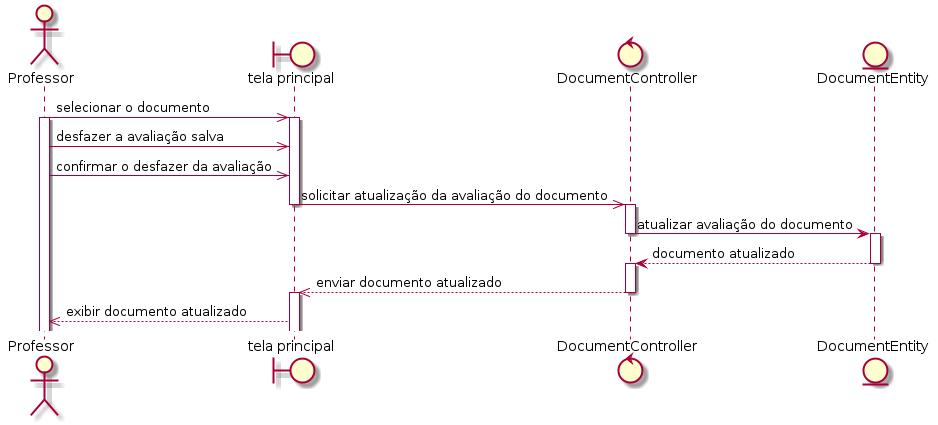 Professor
tela principal
DocumentController
DocumentEntity
selecionar o documento
desfazer a avaliação salva
confirmar o desfazer da avaliação
solicitar atualização da avaliação do documento
atualizar avaliação do documento
documento atualizado
enviar documento atualizado
exibir documento atualizado
Professor
tela principal
DocumentController
DocumentEntity